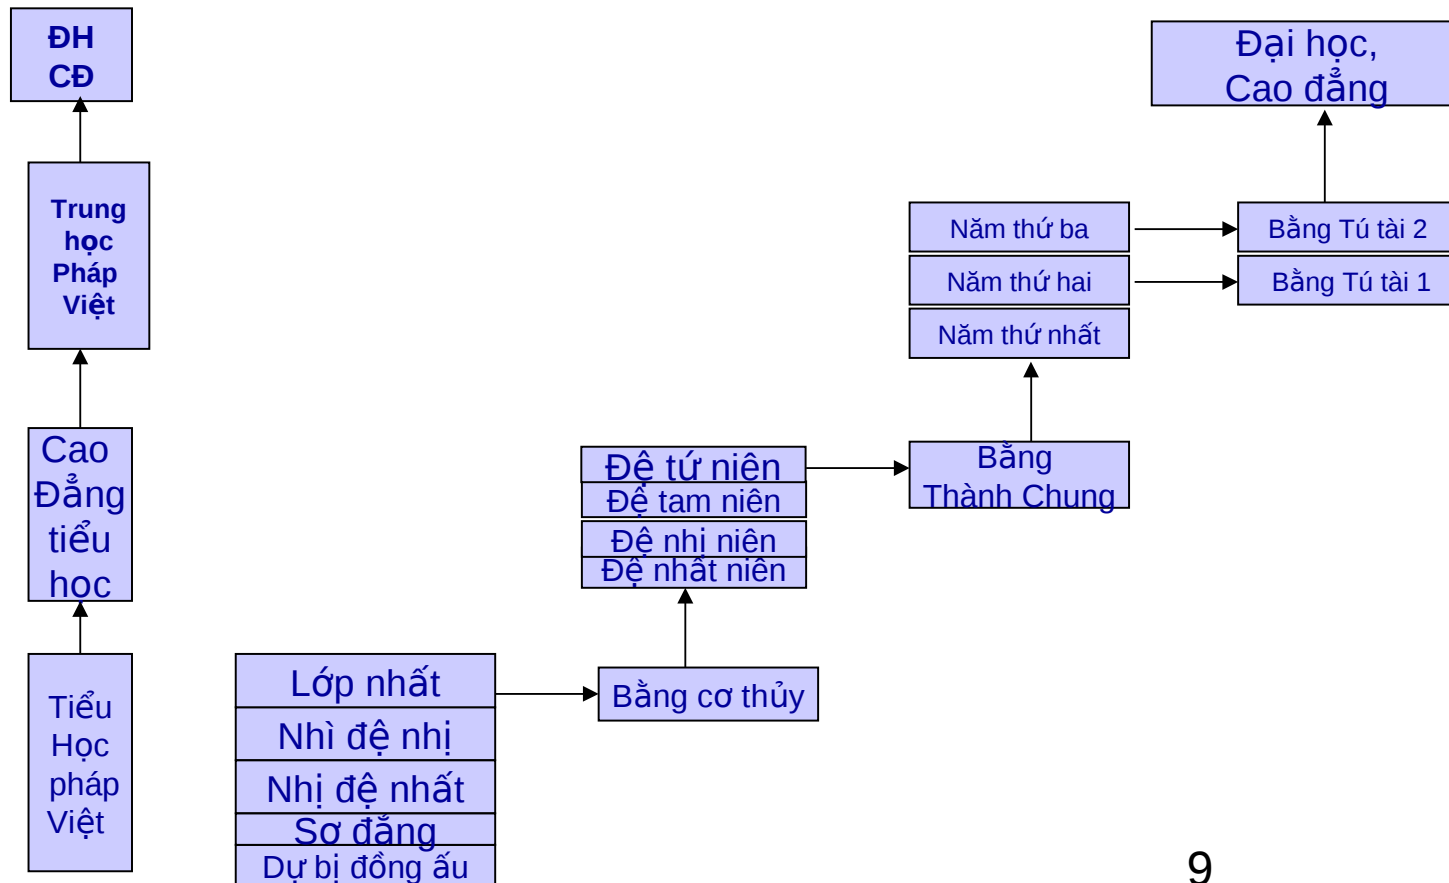 ĐH
CĐ
Trung
học
Pháp
Việt
Cao
Đẳng
tiểu
học
Tiểu
Học
pháp
Việt
Lớp nhất
Nhì đệ nhị
Nhị đệ nhất
Sơ đẳng
Dự bị đồng ấu
Bằng cơ thủy
Đệ tứ niên
Đệ tam niên
Đệ nhị niên
Đệ nhất niên
Bằng
Thành Chung
Năm thứ ba
Năm thứ hai
Năm thứ nhất
Bằng Tú tài 2
Bằng Tú tài 1
Đại học,
Cao đẳng
9